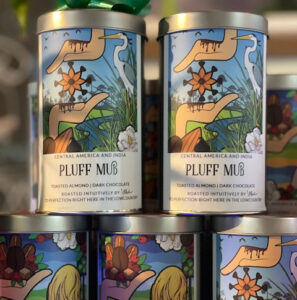 CENTRAL AMERICA AND INDIA
PLUFF MUß
TOASTED ALMOND | DARK CHOCOLATE
ROASTED INTUITIVELY BY
TO PERFECTION RIGHT HERE IN THE LOWCOUNTRY
CENTRAL AMERICA AND INDIA
PLUFF MUß
TOASTED ALMOND | DARK CHOCOLATE
ROASTED INTUITIVELY BY
TO PERFECTION RIGHT HERE IN THE LOWCOUNTRY